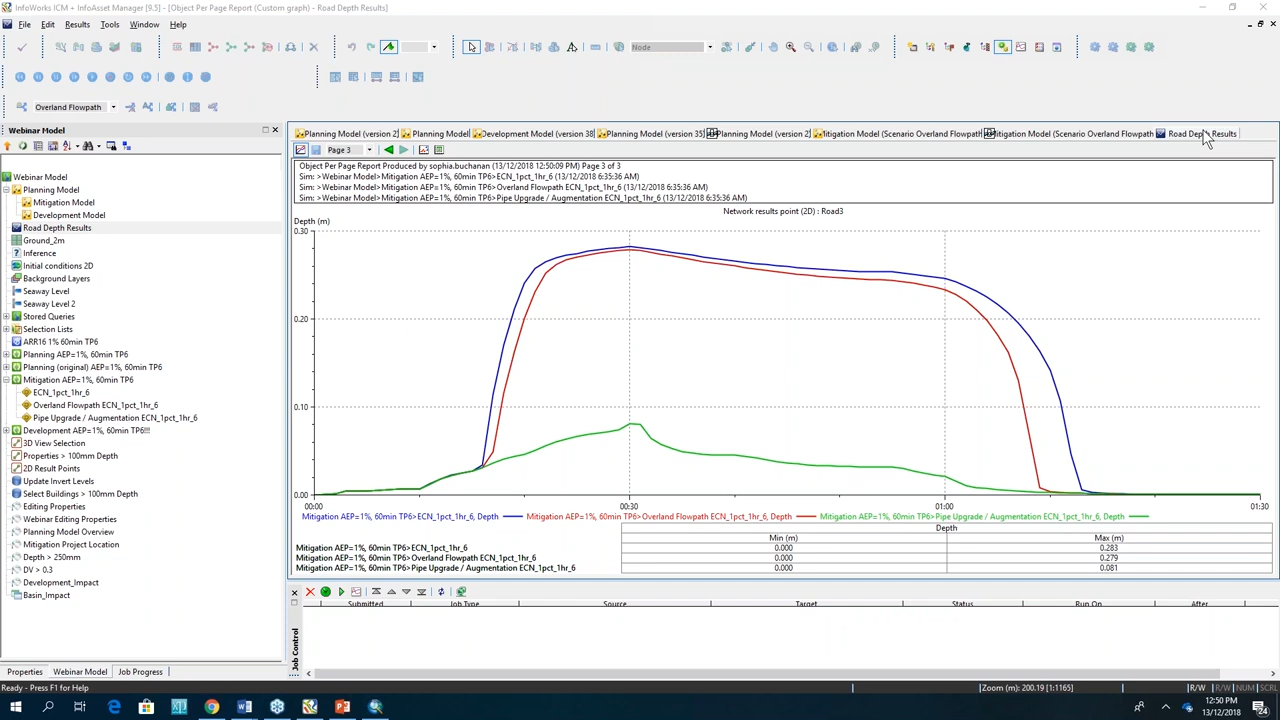 InfoWorks ICM + InfoAsset Manager [9.5] - [Object Per Page Report (Custom graph) - Road Depth Results]
File Edit Results Tools Window Help
Node
Overland Flowpath
Webinar Model
Webinar Model
Planning Model
Mitigation Model
Development Model
Road Depth Results
Ground_2m
Inference
Initial conditions 2D
Background Layers
Seaway Level
Seaway Level 2
Stored Queries
Selection Lists
ARR16 1% 60min TP6
Planning AEP=1%, 60min TP6
Planning (original) AEP=1%, 60min TP6
Mitigation AEP=1%, 60min TP6
ECN_1pct_1hr_6
Overland Flowpath ECN_1pct_1hr_6
Pipe Upgrade / Augmentation ECN_1pct_1hr_6
Development AEP=1%, 60min TP6!!!
3D View Selection
Properties > 100mm Depth
2D Result Points
Update Invert Levels
Select Buildings > 100mm Depth
Editing Properties
Webinar Editing Properties
Planning Model Overview
Mitigation Project Location
Depth > 250mm
DV > 0.3
Development_Impact
Basin_Impact
Properties Webinar Model Job Progress
Planning Model (version 2) Planning Model Development Model (version 38) Planning Model (version 35) Planning Model (version 2) Mitigation Model (Scenario Overland Flowpath) Mitigation Model (Scenario Overland Flowpath) Road Depth Results
Page 3
Object Per Page Report Produced by sophia.buchanan (13/12/2018 12:50:09 PM) Page 3 of 3
Sim: >Webinar Model>Mitigation AEP=1%, 60min TP6>ECN_1pct_1hr_6 (13/12/2018 6:35:36 AM)
Sim: >Webinar Model>Mitigation AEP=1%, 60min TP6>Overland Flowpath ECN_1pct_1hr_6 (13/12/2018 6:35:36 AM)
Sim: >Webinar Model>Mitigation AEP=1%, 60min TP6>Pipe Upgrade / Augmentation ECN_1pct_1hr_6 (13/12/2018 6:35:36 AM)
Network results point (2D) : Road3
Depth (m)
0.30
0.20
0.10
0.00
00:00 00:30 01:00 01:30
Mitigation AEP=1%, 60min TP6>ECN_1pct_1hr_6, Depth Mitigation AEP=1%, 60min TP6>Overland Flowpath ECN_1pct_1hr_6, Depth Mitigation AEP=1%, 60min TP6>Pipe Upgrade / Augmentation ECN_1pct_1hr_6, Depth
Depth
Min (m) Max (m)
Mitigation AEP=1%, 60min TP6>ECN_1pct_1hr_6 0.000 0.283
Mitigation AEP=1%, 60min TP6>Overland Flowpath ECN_1pct_1hr_6 0.000 0.279
Mitigation AEP=1%, 60min TP6>Pipe Upgrade / Augmentation ECN_1pct_1hr_6 0.000 0.081
Job Control
Submitted Job Type Source Target Status Run On After
Ready - Press F1 for Help
Zoom (m): 200.19 [1:1165] R/W R/W NUM SCRL
12:50 PM
13/12/2018
24